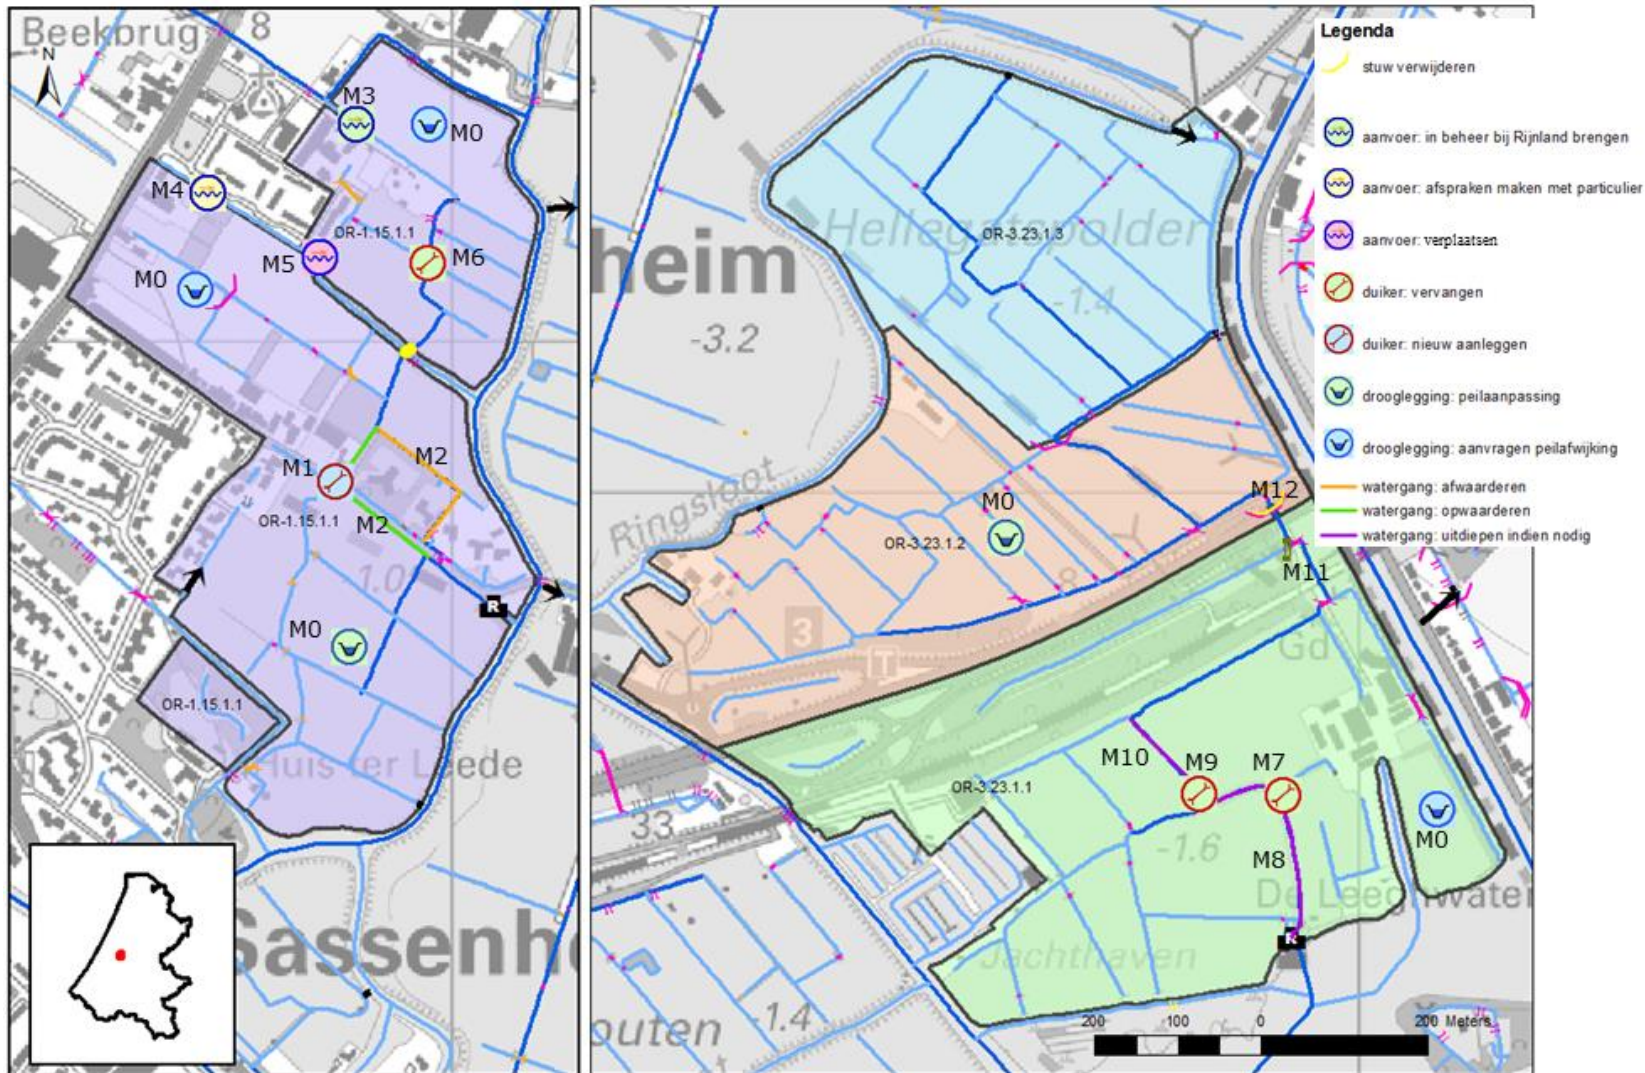 Beekbrug
8
N
M3
M0
M4
OR-1.15.1.1
M5
M6
M0
M2
M1
OR-1.15.1.1
M2
-1.0
R
M0
OR-1.15.1.1
Huis ter Leede
Sassenh
heim
-3.2
Hellegatspolder
OR-3.23.1.3
-1.4
Ringsloot
M0
M12
OR-3.23.1.2
8
M11
3
T
Gd
M10
M9
M7
OR-3.23.1.1
33
-1.6
M0
M8
De Leeghwater
R
Jachthaven
outen
-1.4
200
100
0
200 Meters
Legenda
stuw verwijderen
aanvoer: in beheer bij Rijnland brengen
aanvoer: afspraken maken met particulier
aanvoer: verplaatsen
duiker: vervangen
duiker: nieuw aanleggen
drooglegging: peilaanpassing
drooglegging: aanvragen peilafwijking
watergang: afwaarderen
watergang: opwaarderen
watergang: uitdiepen indien nodig